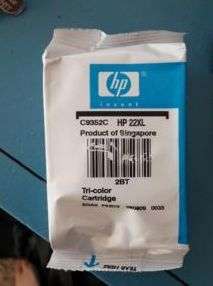 hp
invent
C9352C HP 22XL
Product of Singapore
2BT
Tri-color
Cartridge